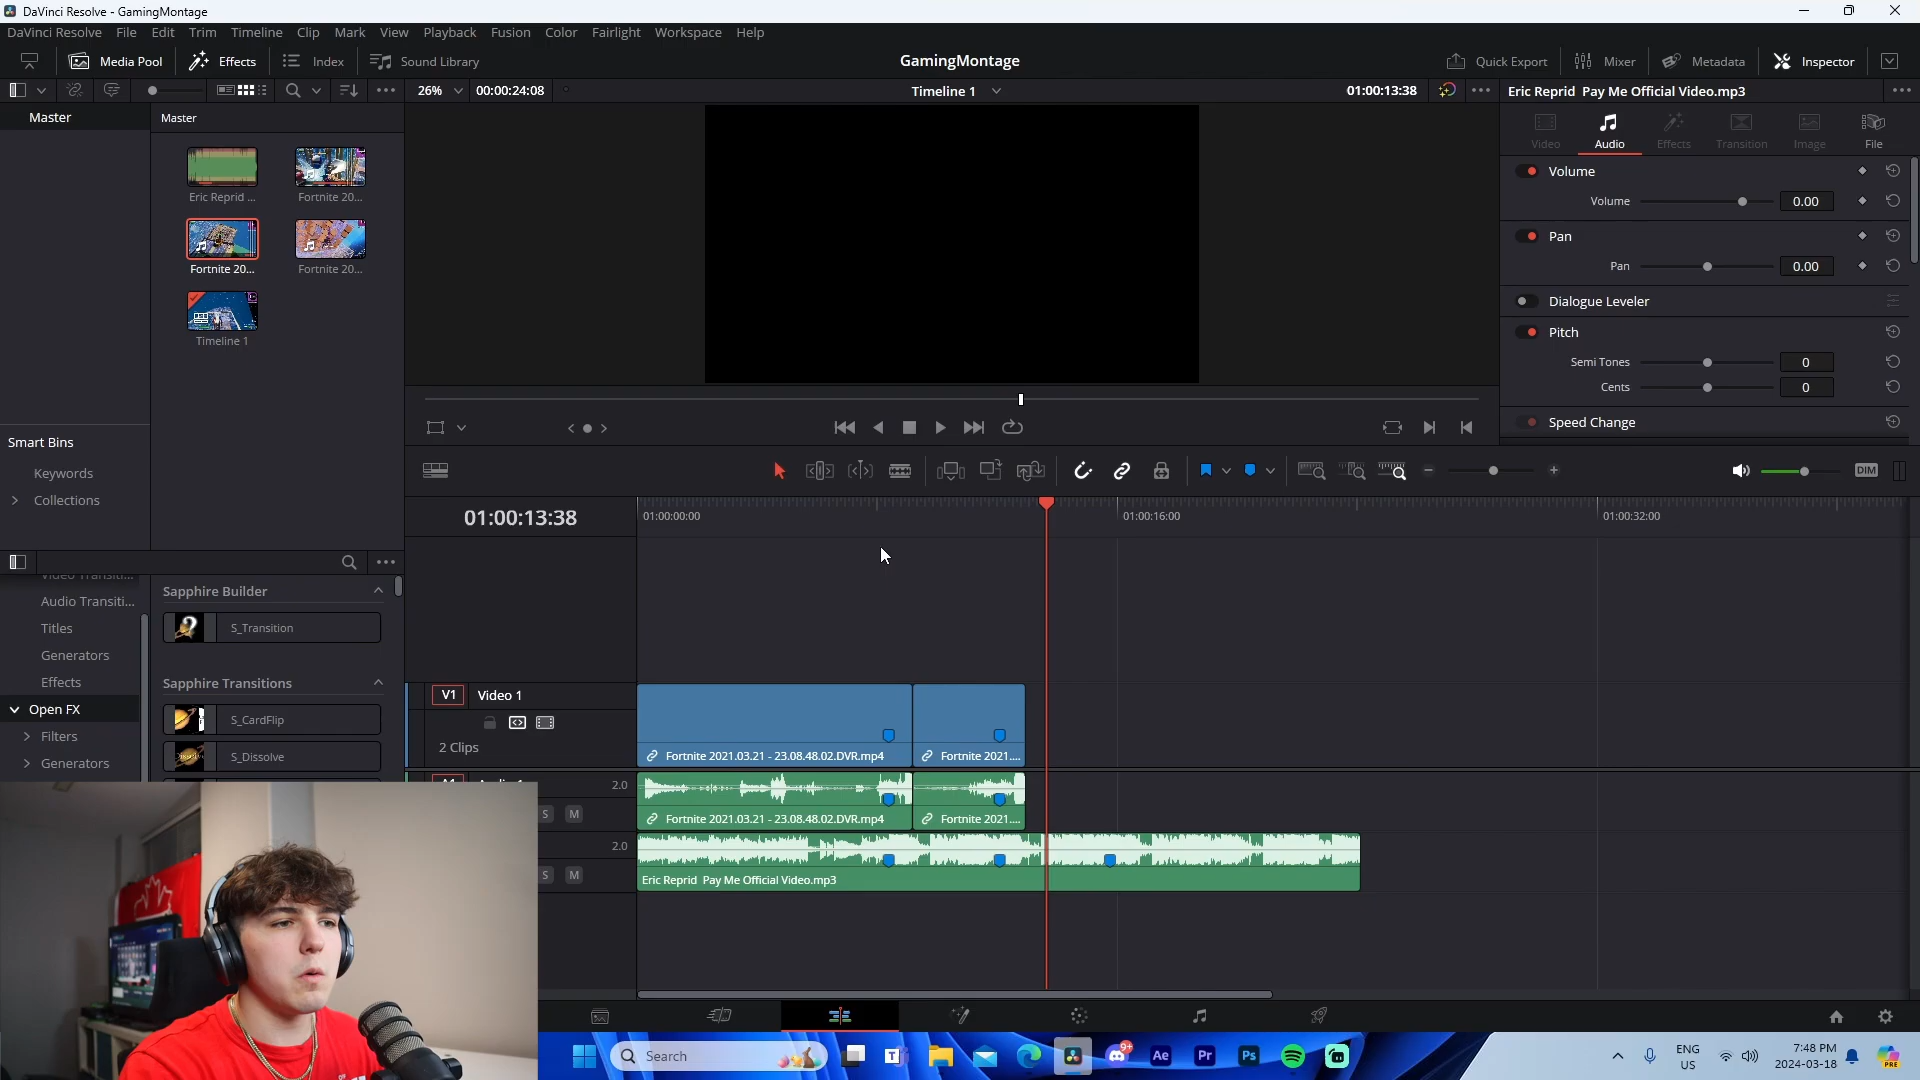 DaVinci Resolve - GamingMontage
DaVinci Resolve File Edit Trim Timeline Clip Mark View Playback Fusion Color Fairlight Workspace Help
Media Pool Effects Index Sound Library GamingMontage Quick Export Mixer Metadata Inspector
26% 00:00:24:08 Timeline 1 01:00:13:38 Eric Reprid Pay Me Official Video.mp3
Master Master
Video Audio Effects Transition Image File
Eric Reprid ... Fortnite 20...
Fortnite 20... Fortnite 20...
Timeline 1
Volume
Volume 0.00
Pan
Pan 0.00
Dialogue Leveler
Pitch
Semi Tones 0
Cents 0
Speed Change
Smart Bins
Keywords
Collections
DIM
01:00:13:38 01:00:00:00 01:00:16:00 01:00:32:00
Video Transiti...
Audio Transiti...
Titles
Generators
Effects
Open FX
Filters
Generators
Sapphire Builder
S_Transition
Sapphire Transitions
S_CardFlip
S_Dissolve
V1 Video 1
2 Clips
Fortnite 2021.03.21 - 23.08.48.02.DVR.mp4 Fortnite 2021....
2.0
S M
Fortnite 2021.03.21 - 23.08.48.02.DVR.mp4 Fortnite 2021....
2.0
S M
Eric Reprid Pay Me Official Video.mp3
Search
9+
Ae Pr Ps
ENG
US
7:48 PM
2024-03-18
PRE